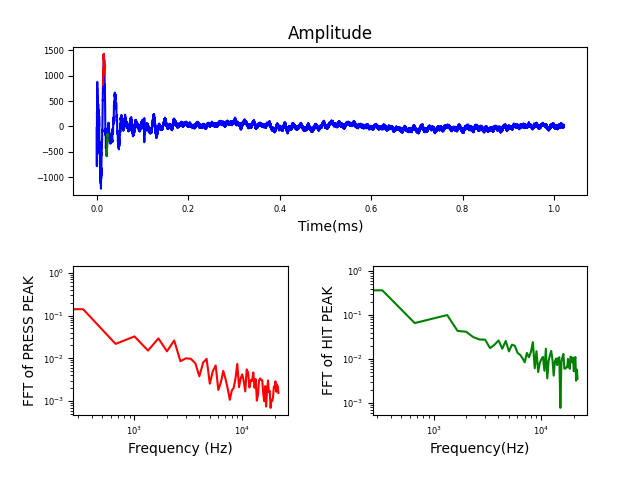 Amplitude
1500
1000
500
0
−500
−1000
0.0 0.2 0.4 0.6 0.8 1.0
Time(ms)
FFT of PRESS PEAK
10⁰
10⁻¹
10⁻²
10⁻³
10³ 10⁴
Frequency (Hz)
FFT of HIT PEAK
10⁰
10⁻¹
10⁻²
10⁻³
10³ 10⁴
Frequency(Hz)